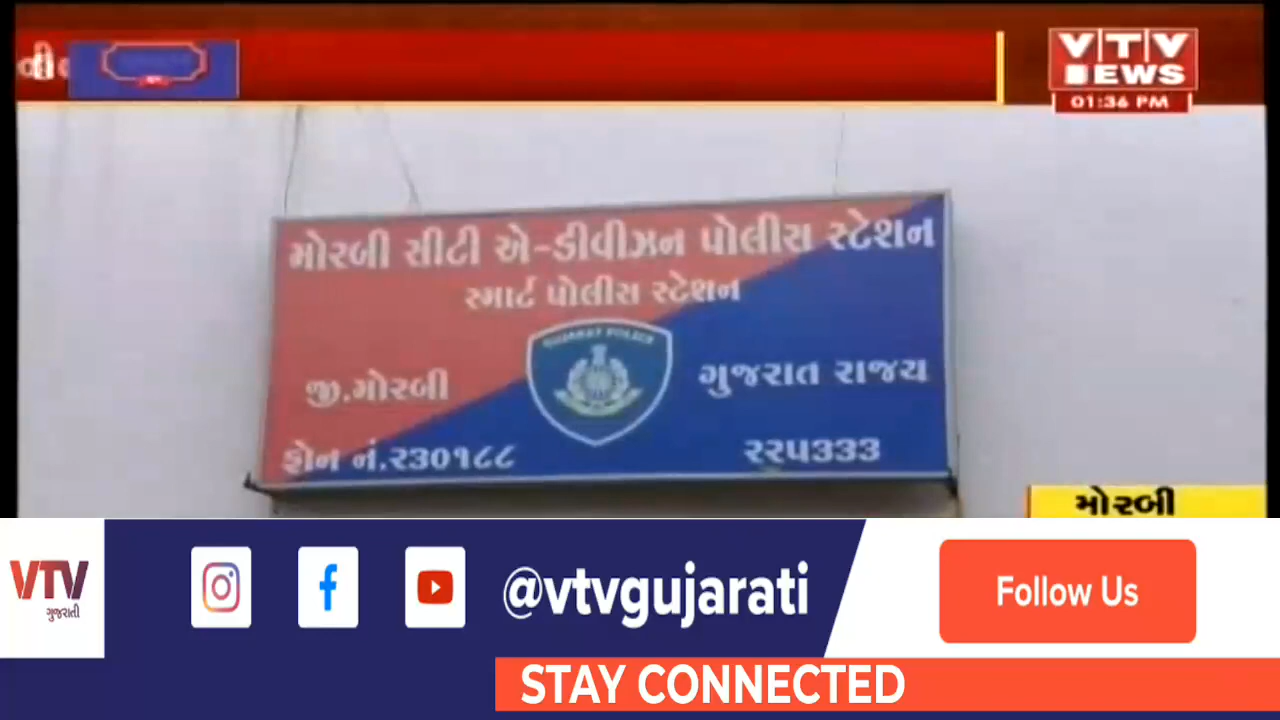 VTV
NEWS
01:36 PM
મોરબી સીટી એ-ડીવીઝન પોલીસ સ્ટેશન
સ્માર્ટ પોલીસ સ્ટેશન
GUJARAT POLICE
જી.મોરબી
ગુજરાત રાજય
ફોન નં.૨૩૦૧૮૮
૨૨૫૩૩૩
મોરબી
VTV
ગુજરાતી
@vtvgujarati
Follow Us
STAY CONNECTED